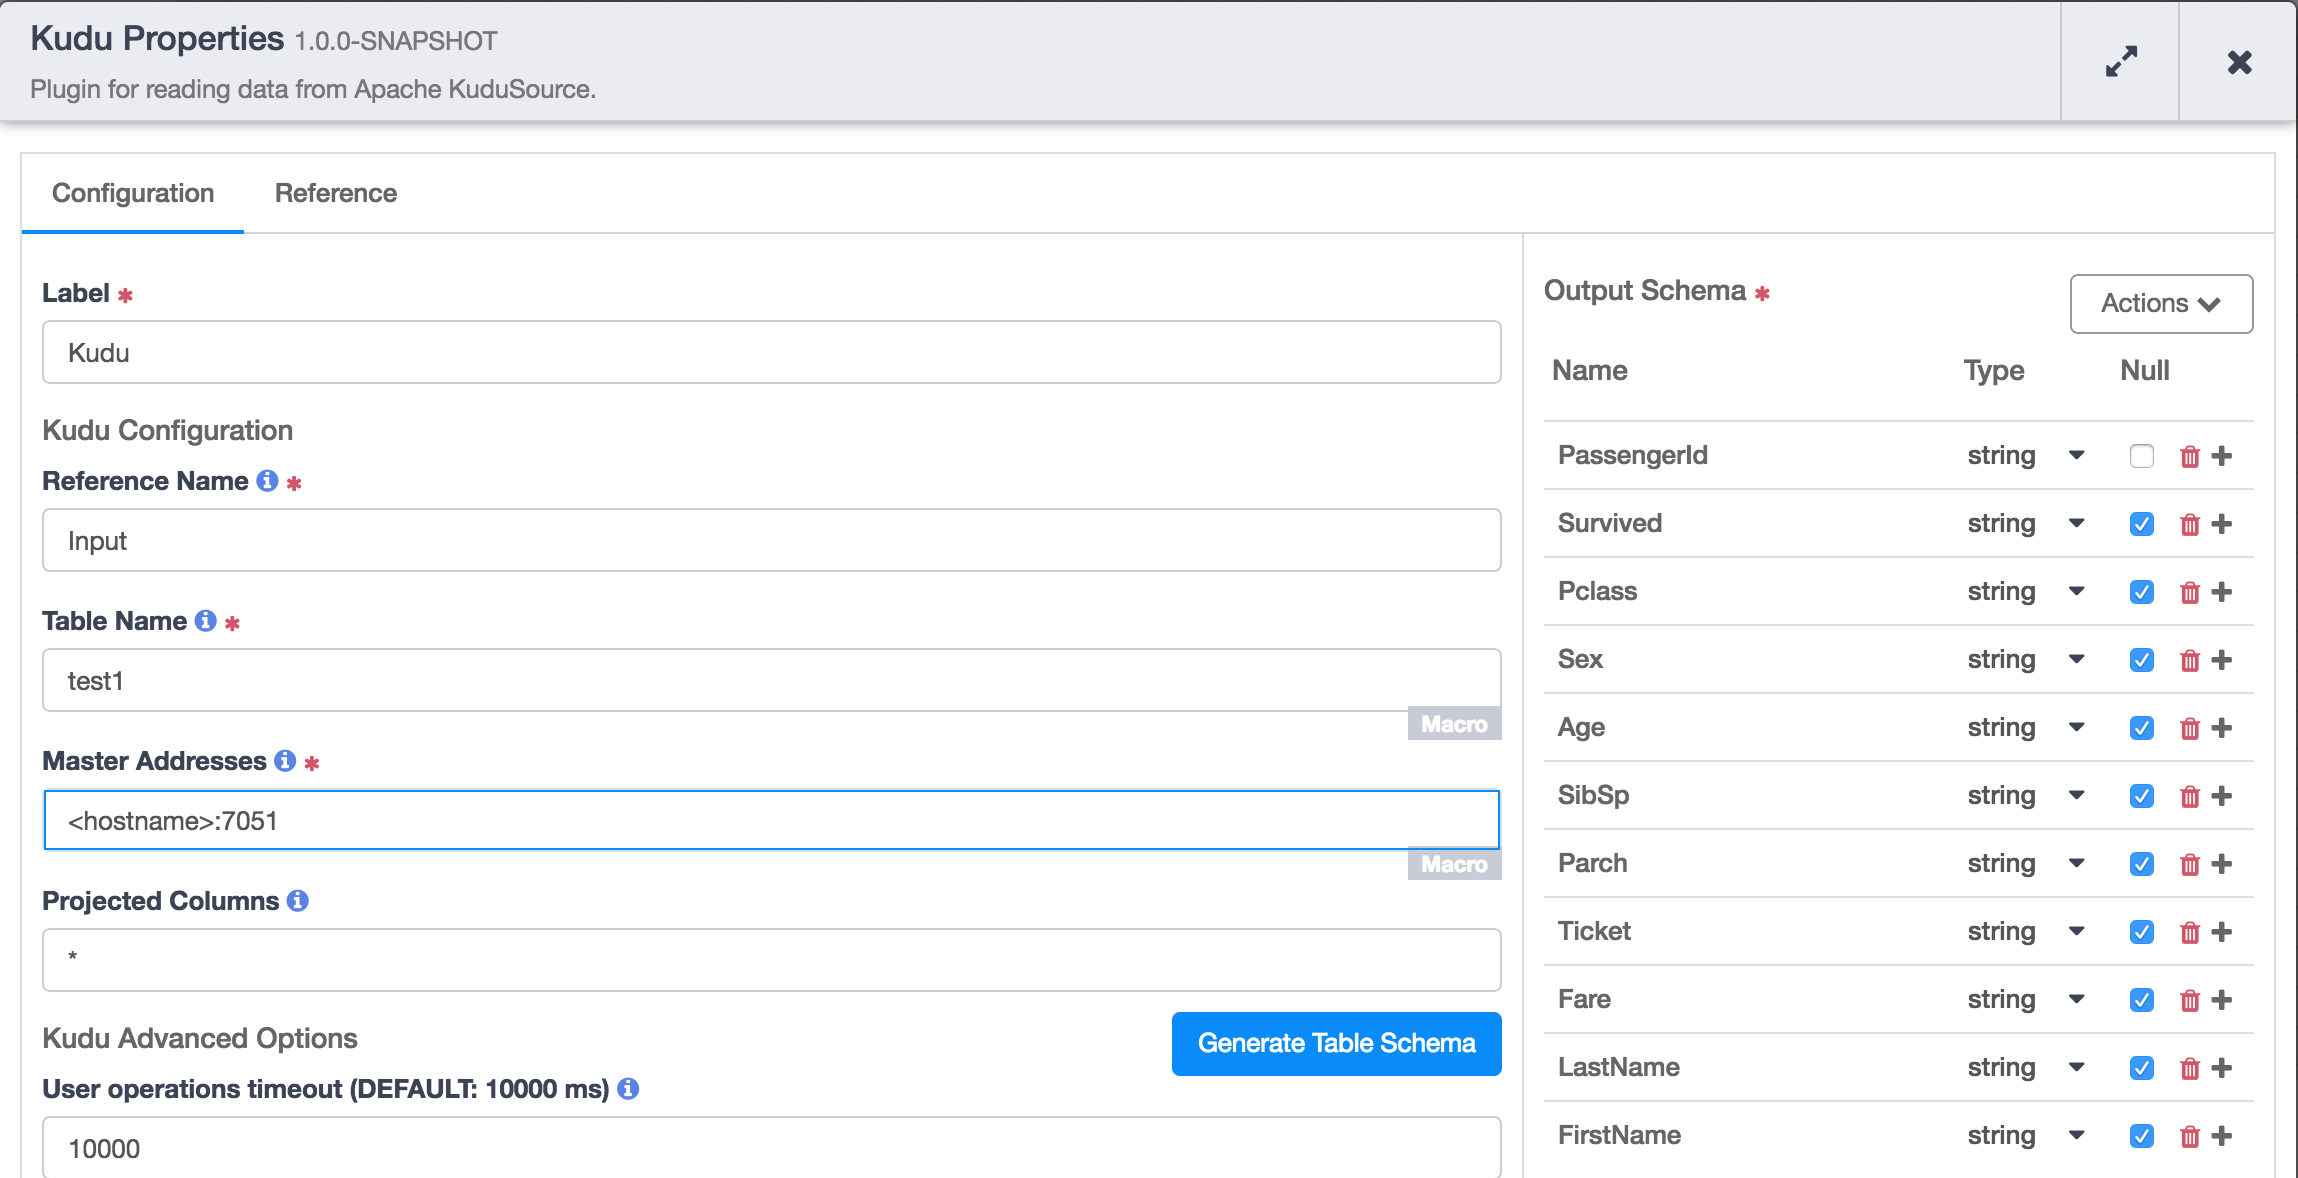 Kudu Properties 1.0.0-SNAPSHOT
Plugin for reading data from Apache KuduSource.
Configuration Reference
Label *
Kudu
Kudu Configuration
Reference Name *
Input
Table Name *
test1
Macro
Master Addresses *
<hostname>:7051
Macro
Projected Columns
*
Kudu Advanced Options
Generate Table Schema
User operations timeout (DEFAULT: 10000 ms)
10000
Output Schema *
Actions
Name Type Null
PassengerId string
Survived string
Pclass string
Sex string
Age string
SibSp string
Parch string
Ticket string
Fare string
LastName string
FirstName string